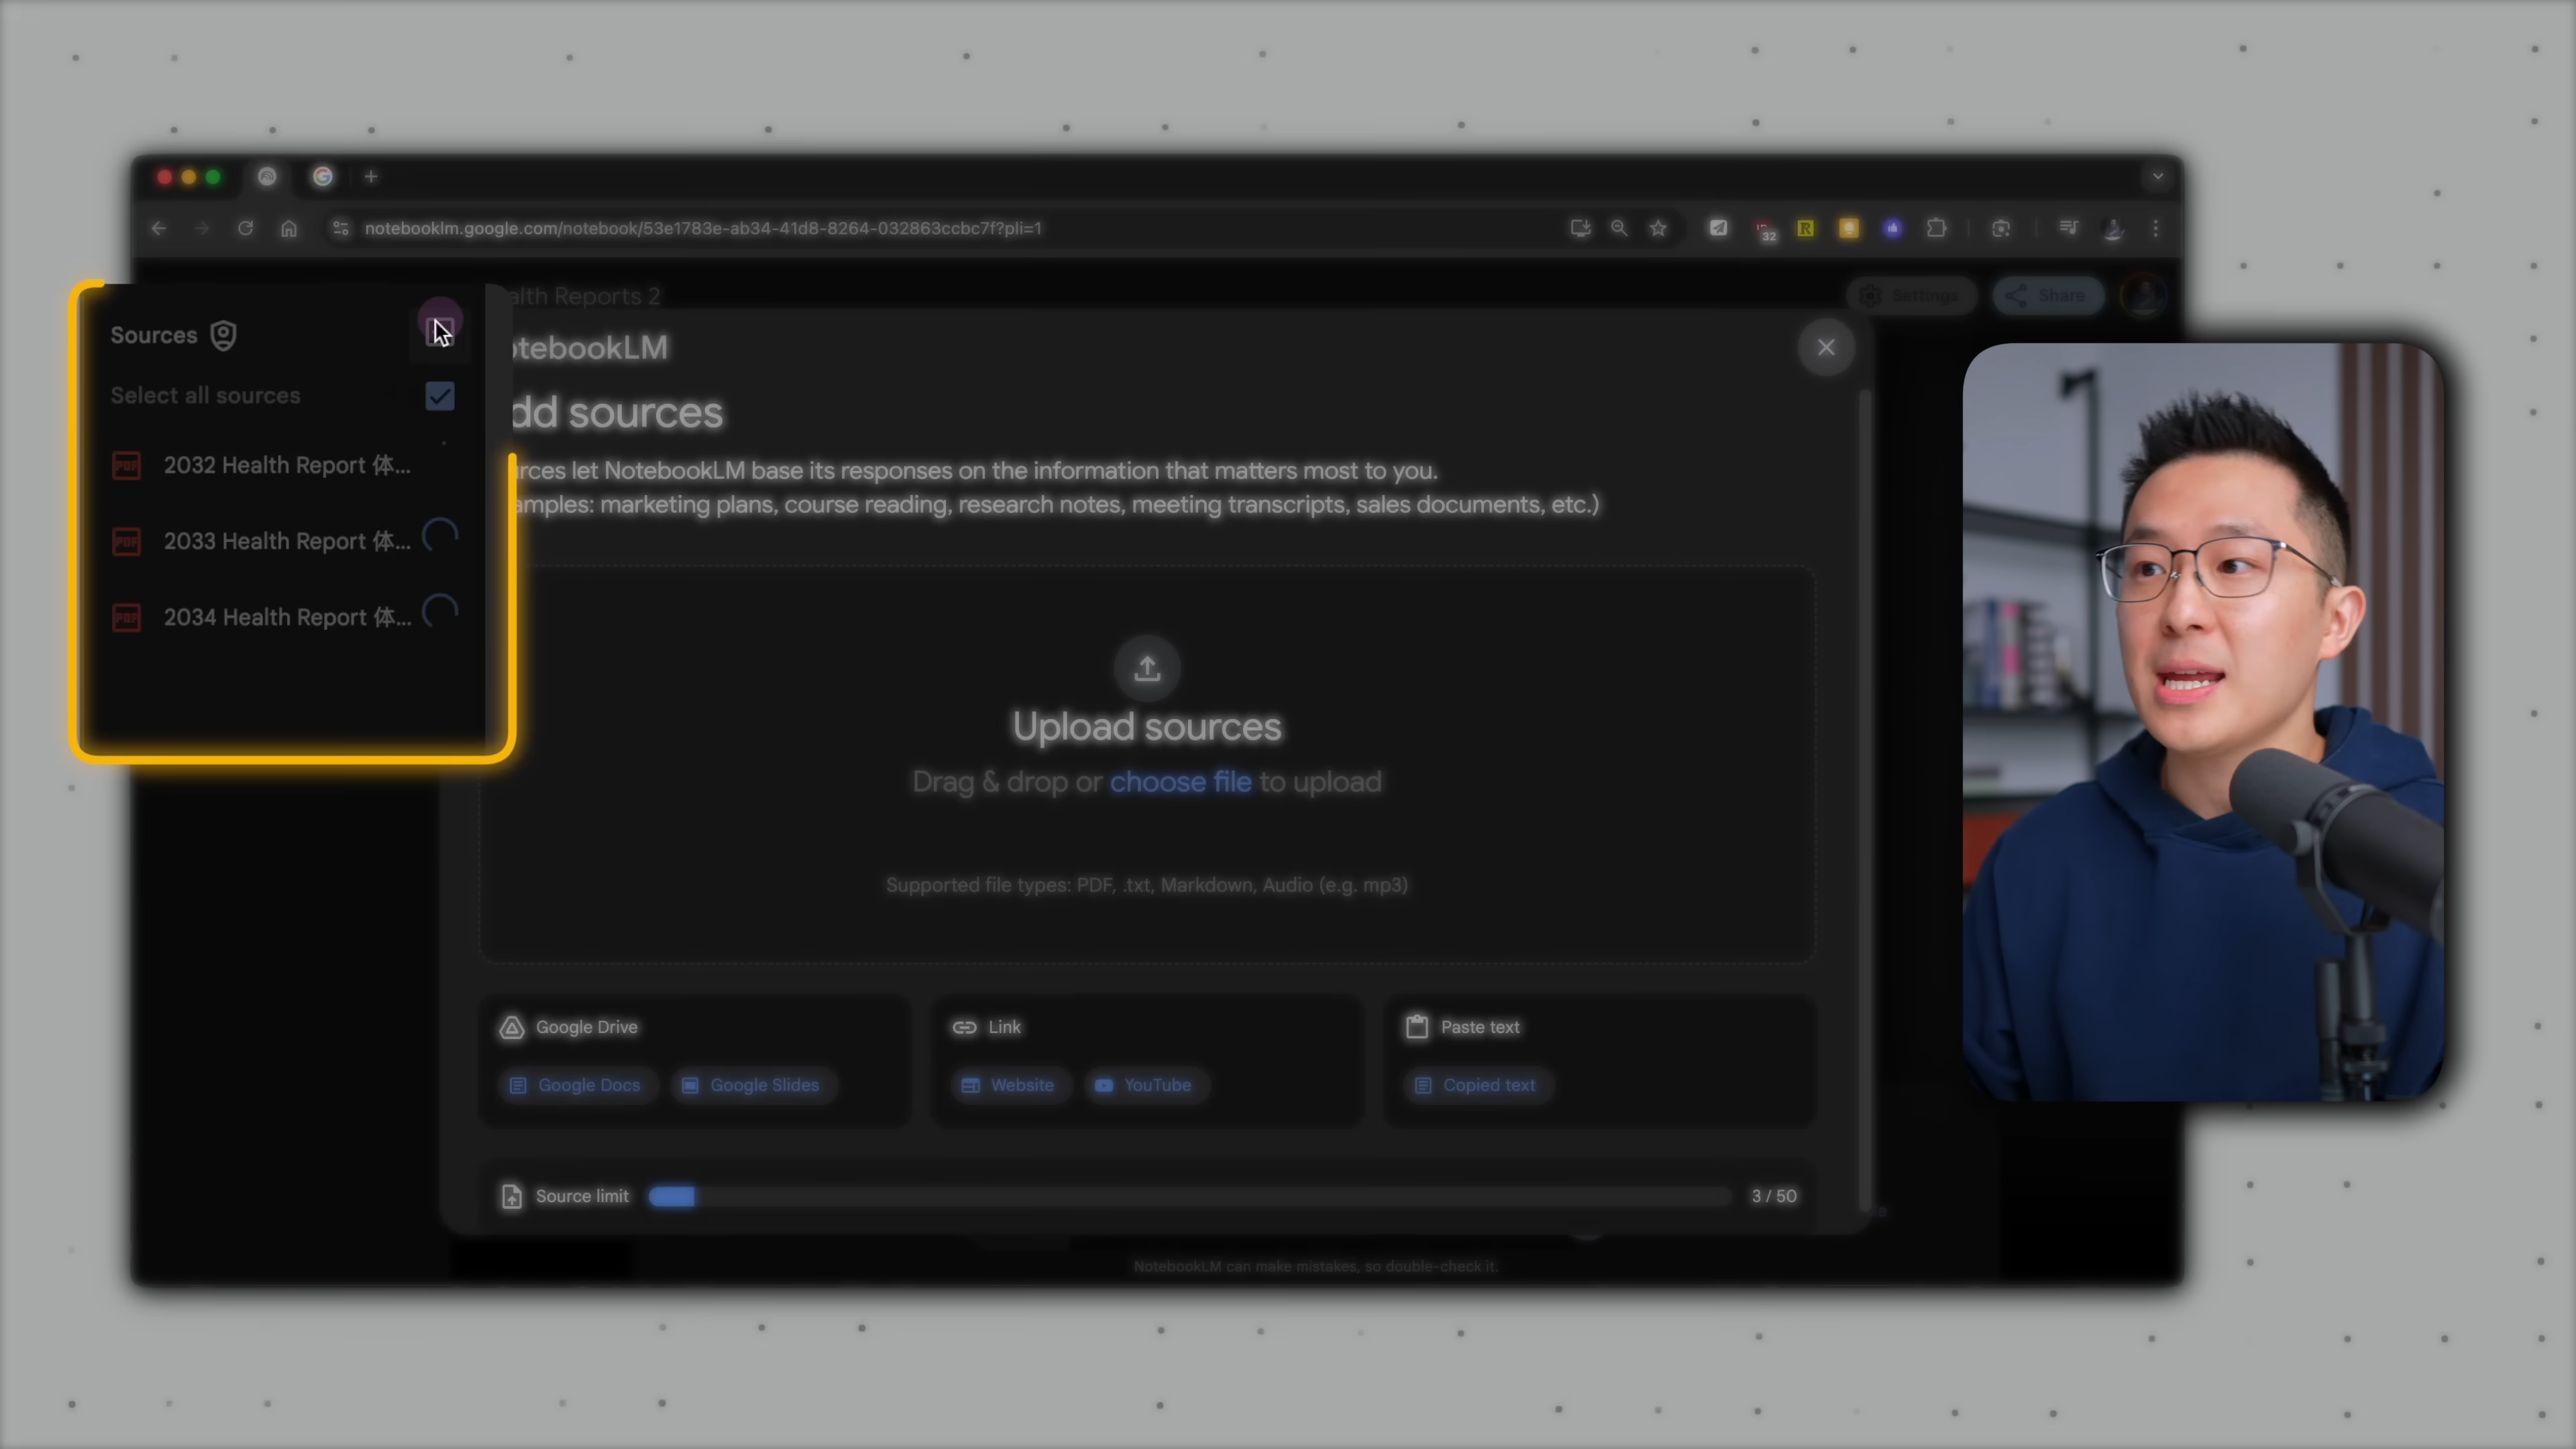 notebooklm.google.com/notebook/53e1783e-ab34-41d8-8264-032863ccbc7f?pli=1
32
R
alth Reports 2
Settings
Share
Sources
Select all sources
PDF 2032 Health Report 体...
PDF 2033 Health Report 体...
PDF 2034 Health Report 体...
otebookLM
dd sources
rces let NotebookLM base its responses on the information that matters most to you.
amples: marketing plans, course reading, research notes, meeting transcripts, sales documents, etc.)
Upload sources
Drag & drop or choose file to upload
Supported file types: PDF, .txt, Markdown, Audio (e.g. mp3)
Google Drive
Google Docs
Google Slides
Link
Website
YouTube
Paste text
Copied text
Source limit
3 / 50
NotebookLM can make mistakes, so double-check it.